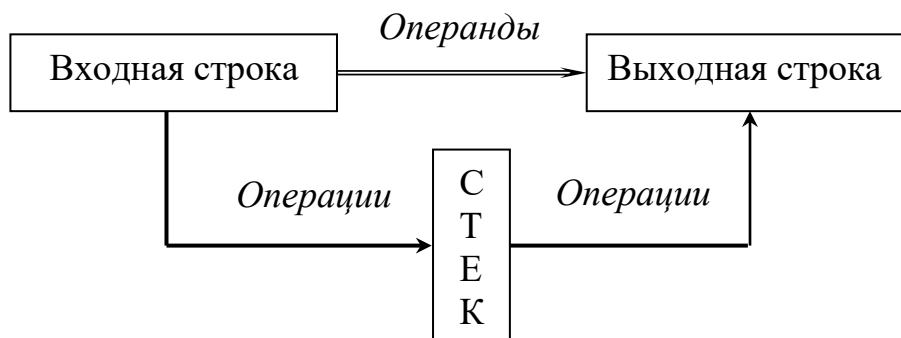 Операнды
Входная строка
Выходная строка
Операции
С
Т
Е
К
Операции